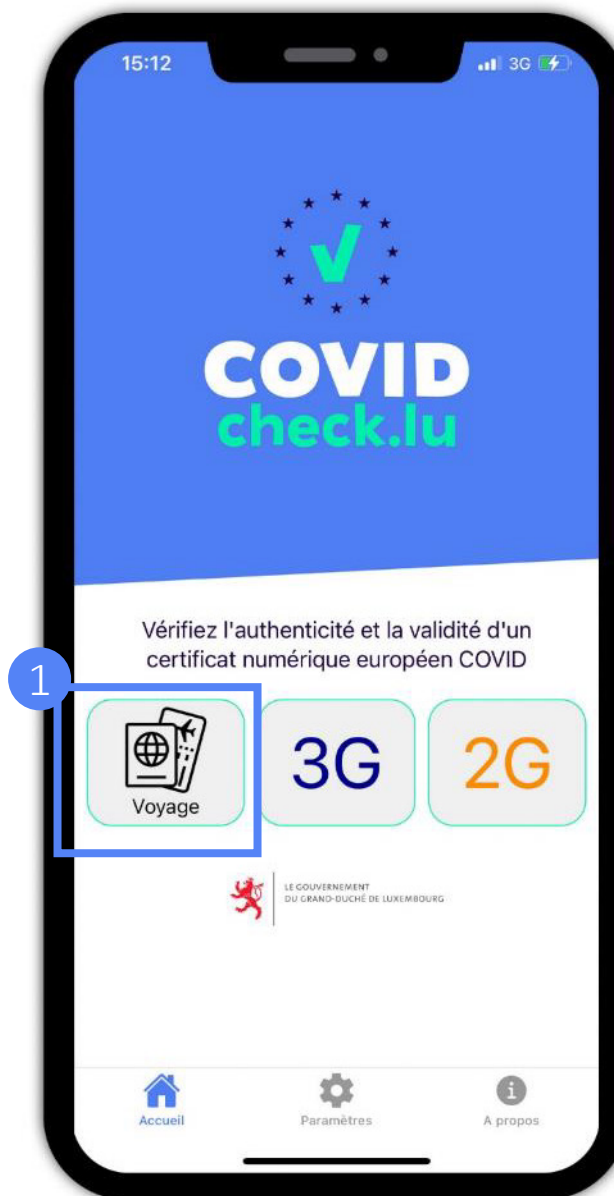 15:12
3G
COVID
check.lu
Vérifiez l'authenticité et la validité d'un
certificat numérique européen COVID
1
Voyage
3G
2G
LE GOUVERNEMENT
DU GRAND-DUCHÉ DE LUXEMBOURG
Accueil
Paramètres
A propos